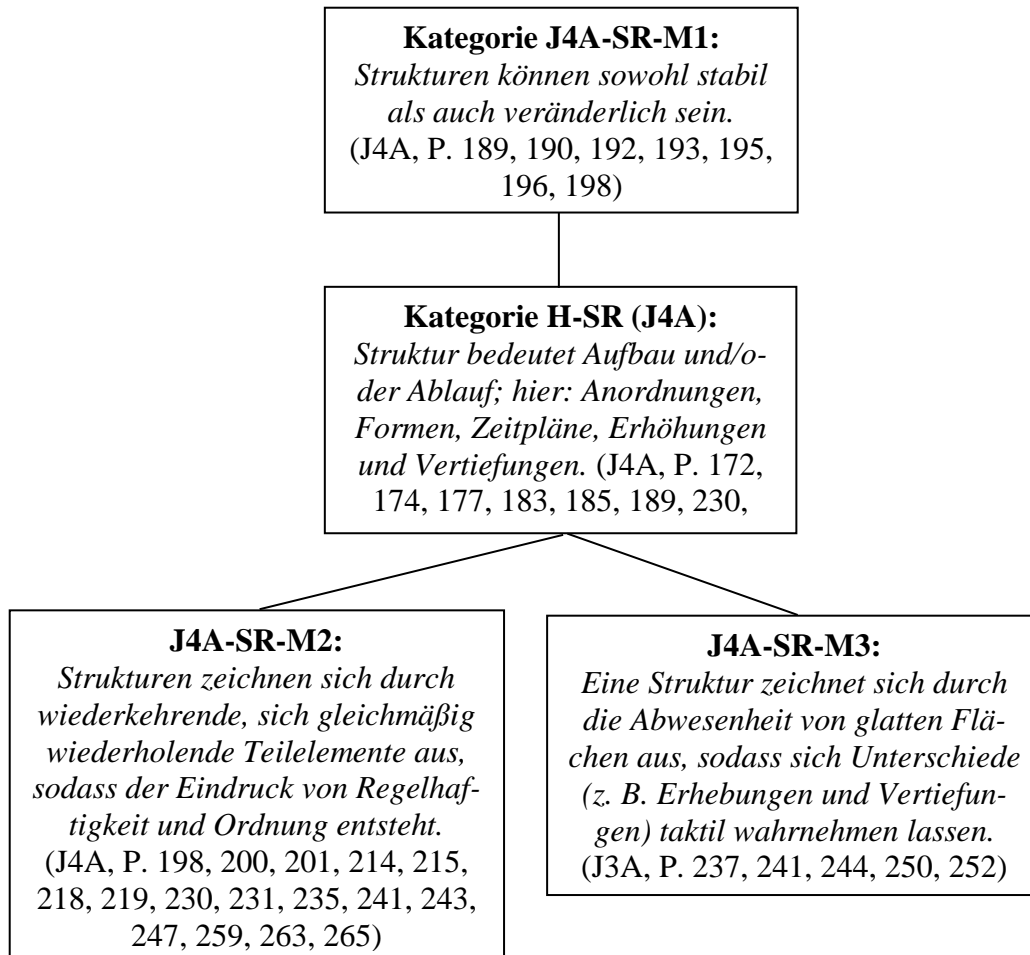 Kategorie J4A-SR-M1:
Strukturen können sowohl stabil
als auch veränderlich sein.
(J4A, P. 189, 190, 192, 193, 195,
196, 198)
Kategorie H-SR (J4A):
Struktur bedeutet Aufbau und/o-
der Ablauf; hier: Anordnungen,
Formen, Zeitpläne, Erhöhungen
und Vertiefungen. (J4A, P. 172,
174, 177, 183, 185, 189, 230,
J4A-SR-M2:
Strukturen zeichnen sich durch
wiederkehrende, sich gleichmäßig
wiederholende Teilelemente aus,
sodass der Eindruck von Regelhaf-
tigkeit und Ordnung entsteht.
(J4A, P. 198, 200, 201, 214, 215,
218, 219, 230, 231, 235, 241, 243,
247, 259, 263, 265)
J4A-SR-M3:
Eine Struktur zeichnet sich durch
die Abwesenheit von glatten Flä-
chen aus, sodass sich Unterschiede
(z. B. Erhebungen und Vertiefun-
gen) taktil wahrnehmen lassen.
(J3A, P. 237, 241, 244, 250, 252)